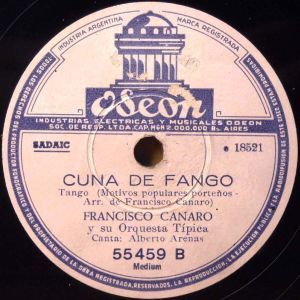 INDUSTRIA ARGENTINA
MARCA REGISTRADA
Odeon
INDUSTRIAS ELECTRICAS Y MUSICALES ODEON
SOC. DE RESP. LTDA. CAP. M$N 2.000.000 BS. AIRES
SADAIC
18521
CUNA DE FANGO
Tango (Motivos populares porteños -
Arr. de Francisco Canaro)
FRANCISCO CANARO
y su Orquesta Típica
Canta: Alberto Arenas
55459 B
Medium